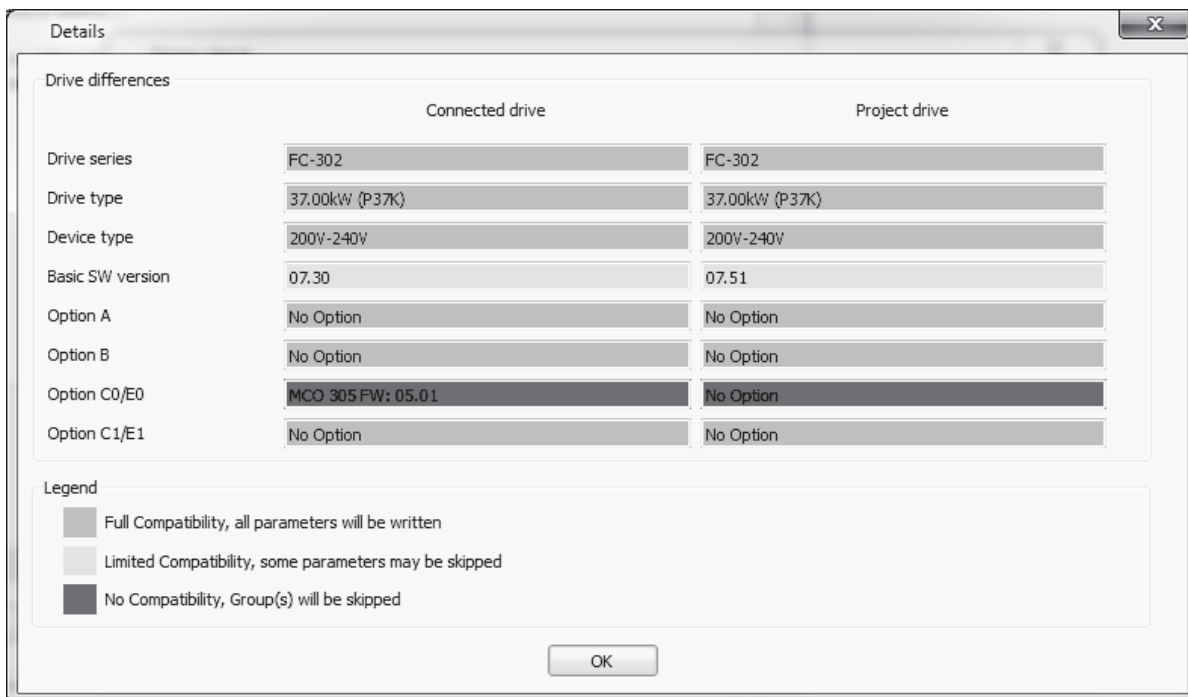 Details
Drive differences
Connected drive Project drive
Drive series FC-302 FC-302
Drive type 37.00kW (P37K) 37.00kW (P37K)
Device type 200V-240V 200V-240V
Basic SW version 07.30 07.51
Option A No Option No Option
Option B No Option No Option
Option C0/E0 MCO 305 FW: 05.01 No Option
Option C1/E1 No Option No Option
Legend
Full Compatibility, all parameters will be written
Limited Compatibility, some parameters may be skipped
No Compatibility, Group(s) will be skipped
OK